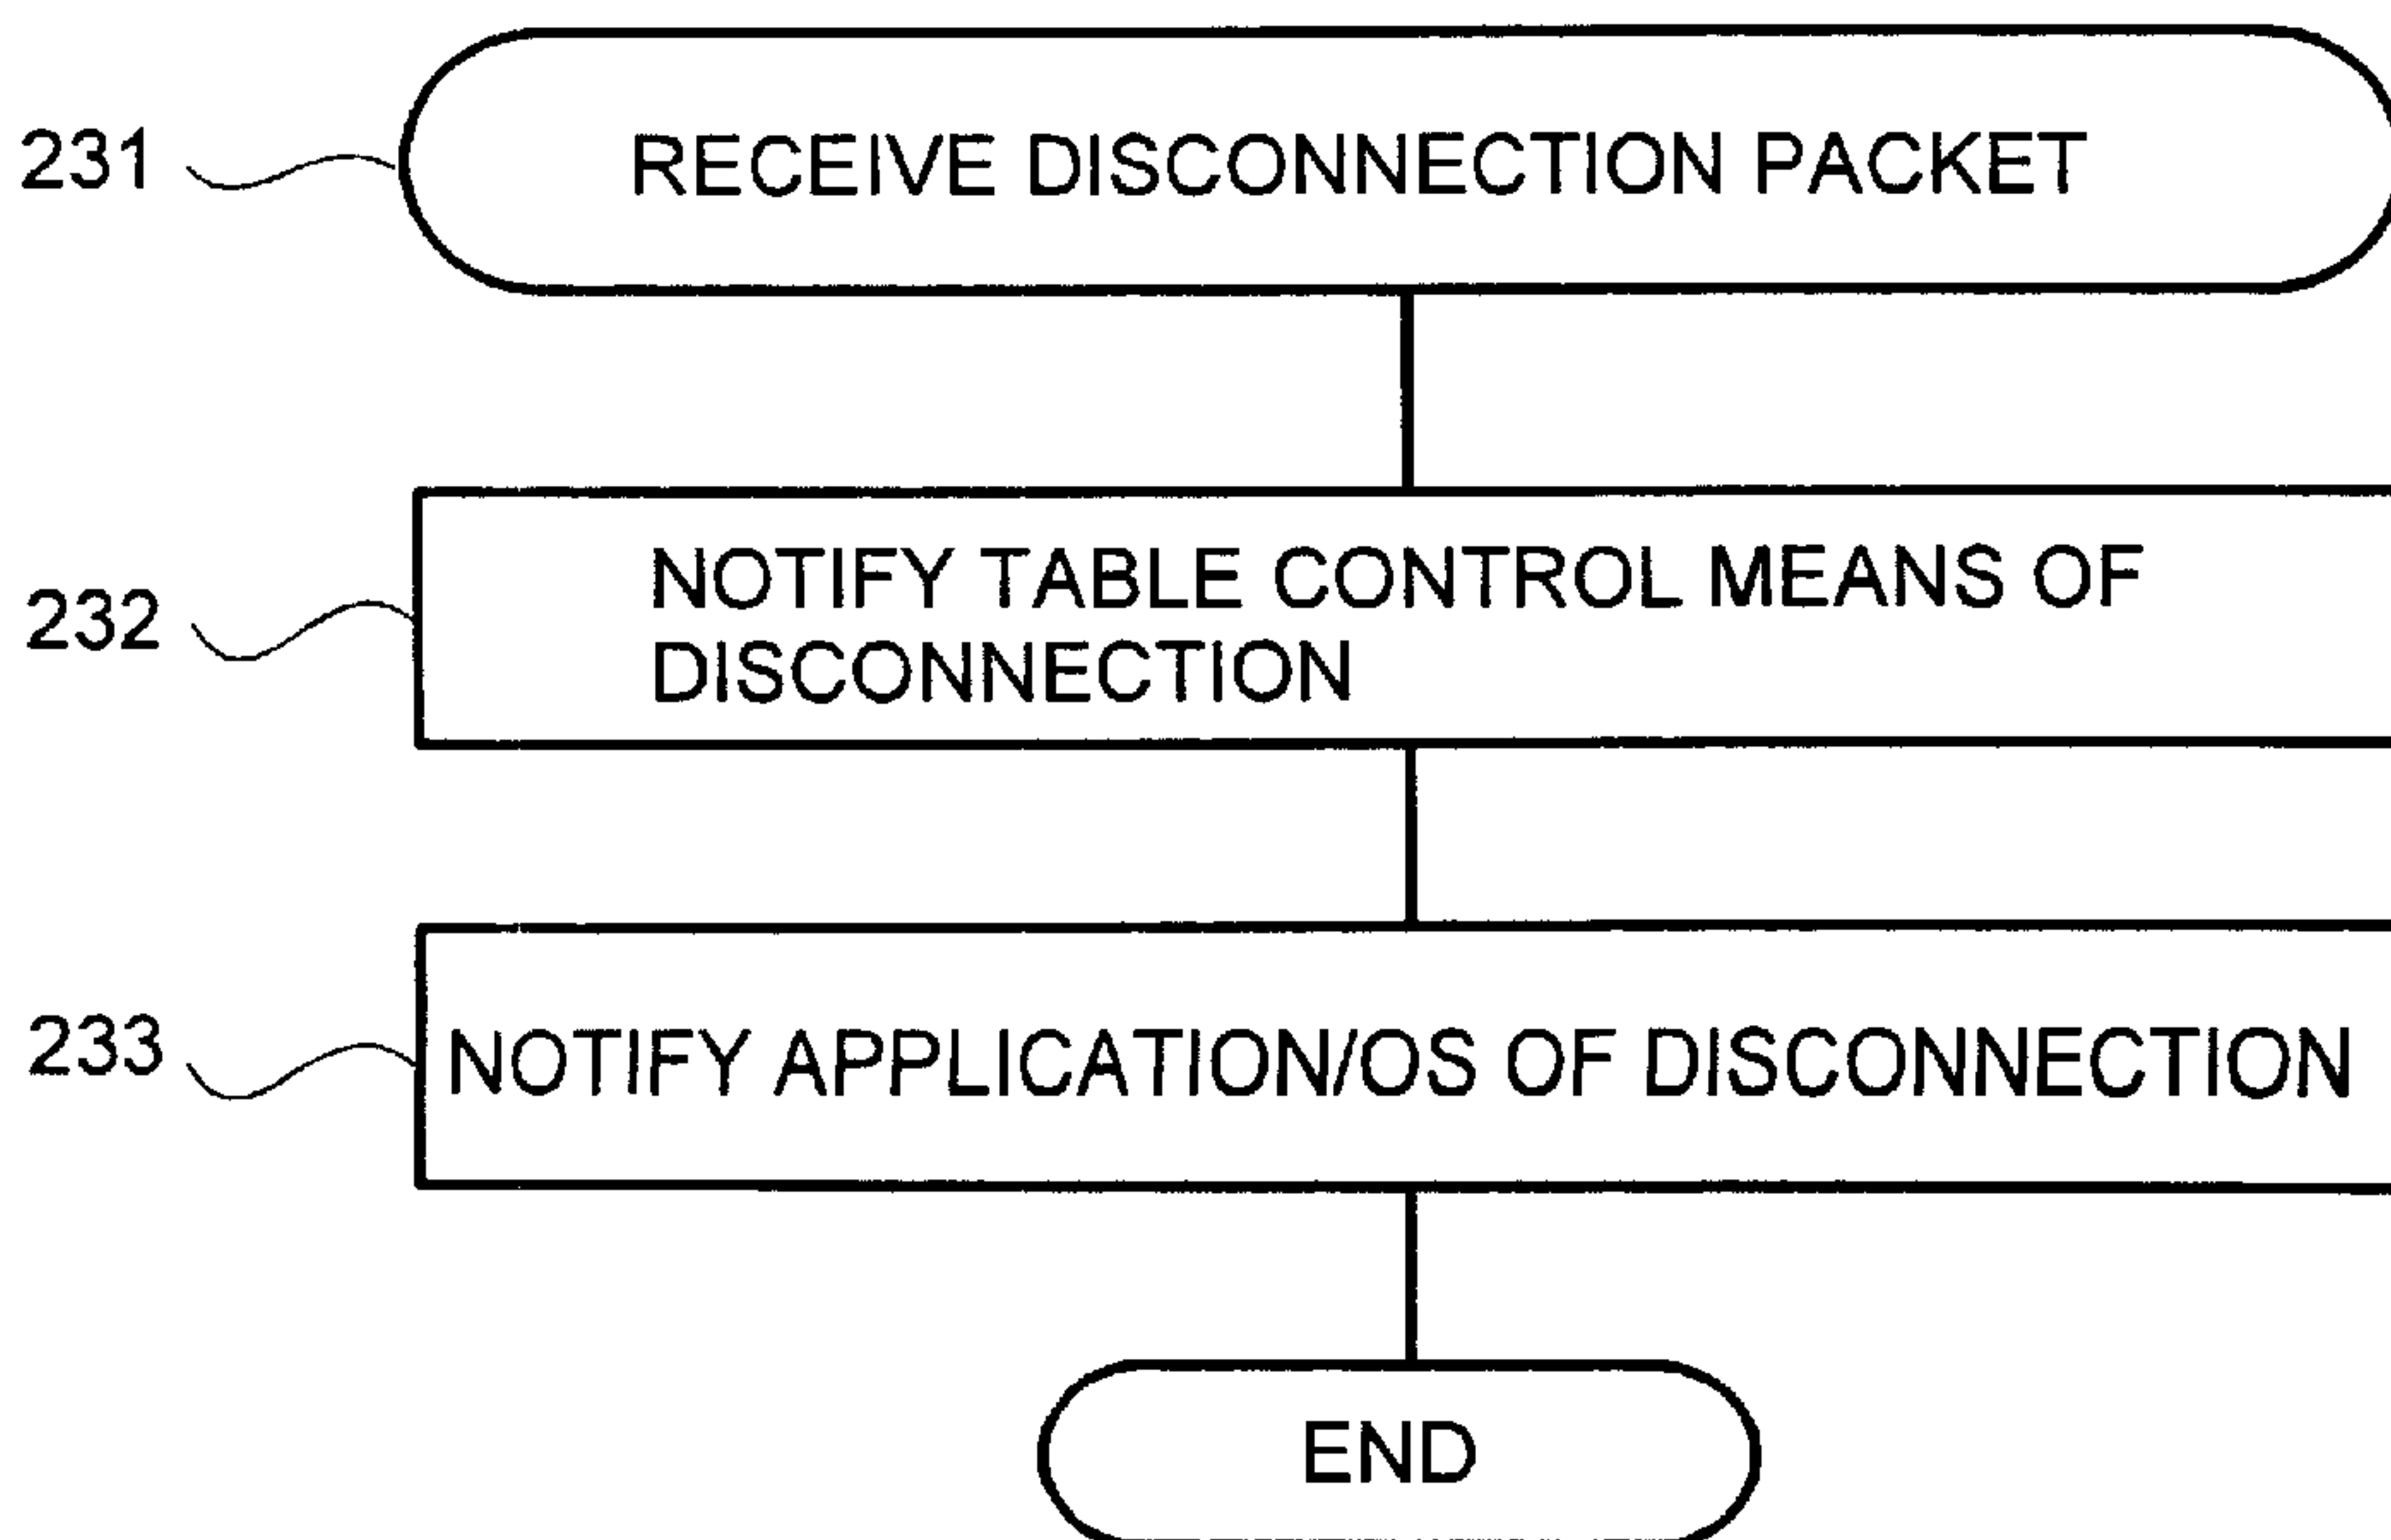 231
RECEIVE DISCONNECTION PACKET
232
NOTIFY TABLE CONTROL MEANS OF
DISCONNECTION
233
NOTIFY APPLICATION/OS OF DISCONNECTION
END